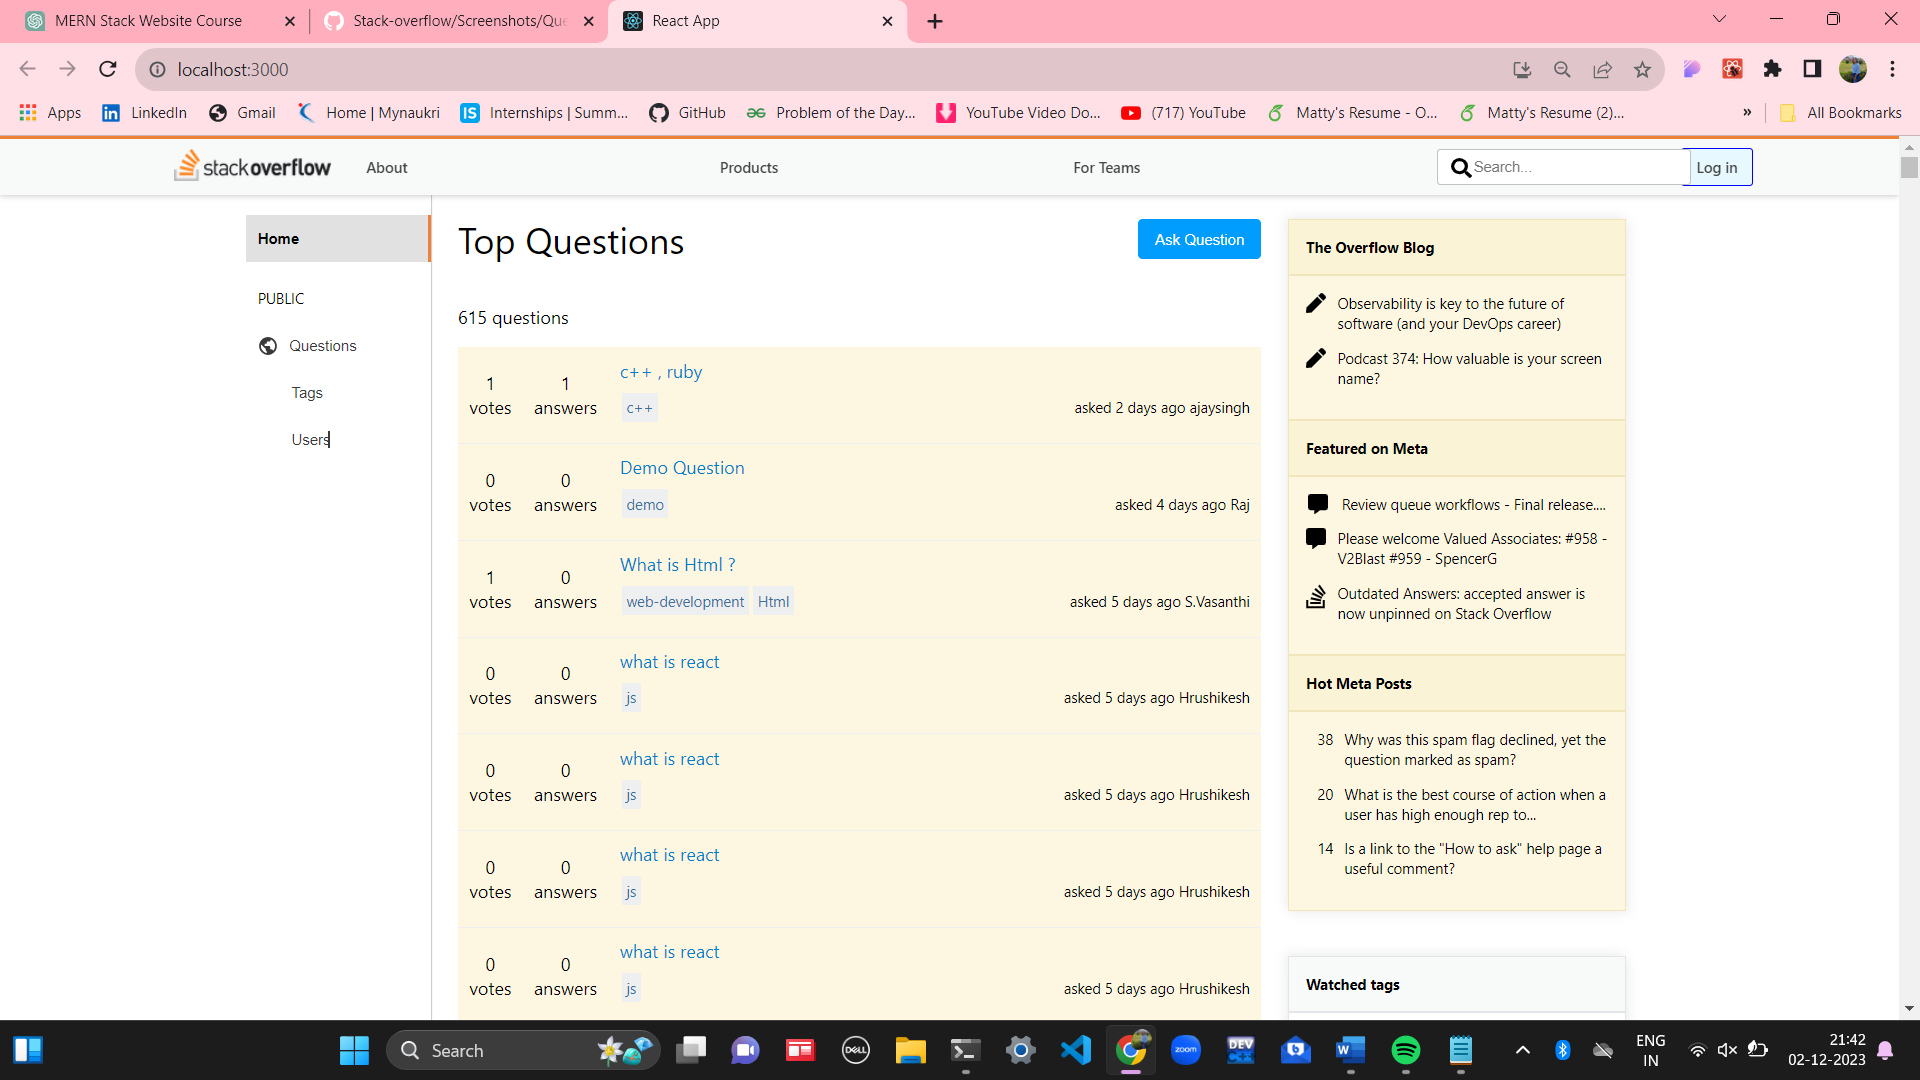 MERN Stack Website Course
Stack-overflow/Screenshots/Que
React App
localhost:3000
Apps
LinkedIn
Gmail
Home | Mynaukri
Internships | Summ...
GitHub
Problem of the Day...
YouTube Video Do...
(717) YouTube
Matty's Resume - O...
Matty's Resume (2)...
»
All Bookmarks
stackoverflow
About
Products
For Teams
Search...
Log in
Home
PUBLIC
Questions
Tags
Users
Top Questions
Ask Question
615 questions
1 votes
1 answers
c++ , ruby
c++
asked 2 days ago ajaysingh
0 votes
0 answers
Demo Question
demo
asked 4 days ago Raj
1 votes
0 answers
What is Html ?
web-development Html
asked 5 days ago S.Vasanthi
0 votes
0 answers
what is react
js
asked 5 days ago Hrushikesh
0 votes
0 answers
what is react
js
asked 5 days ago Hrushikesh
0 votes
0 answers
what is react
js
asked 5 days ago Hrushikesh
0 votes
0 answers
what is react
js
asked 5 days ago Hrushikesh
The Overflow Blog
Observability is key to the future of
software (and your DevOps career)
Podcast 374: How valuable is your screen
name?
Featured on Meta
Review queue workflows - Final release....
Please welcome Valued Associates: #958 -
V2Blast #959 - SpencerG
Outdated Answers: accepted answer is
now unpinned on Stack Overflow
Hot Meta Posts
38 Why was this spam flag declined, yet the
question marked as spam?
20 What is the best course of action when a
user has high enough rep to...
14 Is a link to the "How to ask" help page a
useful comment?
Watched tags
Search
DELL
zoom
DEV
ENG
IN
21:42
02-12-2023